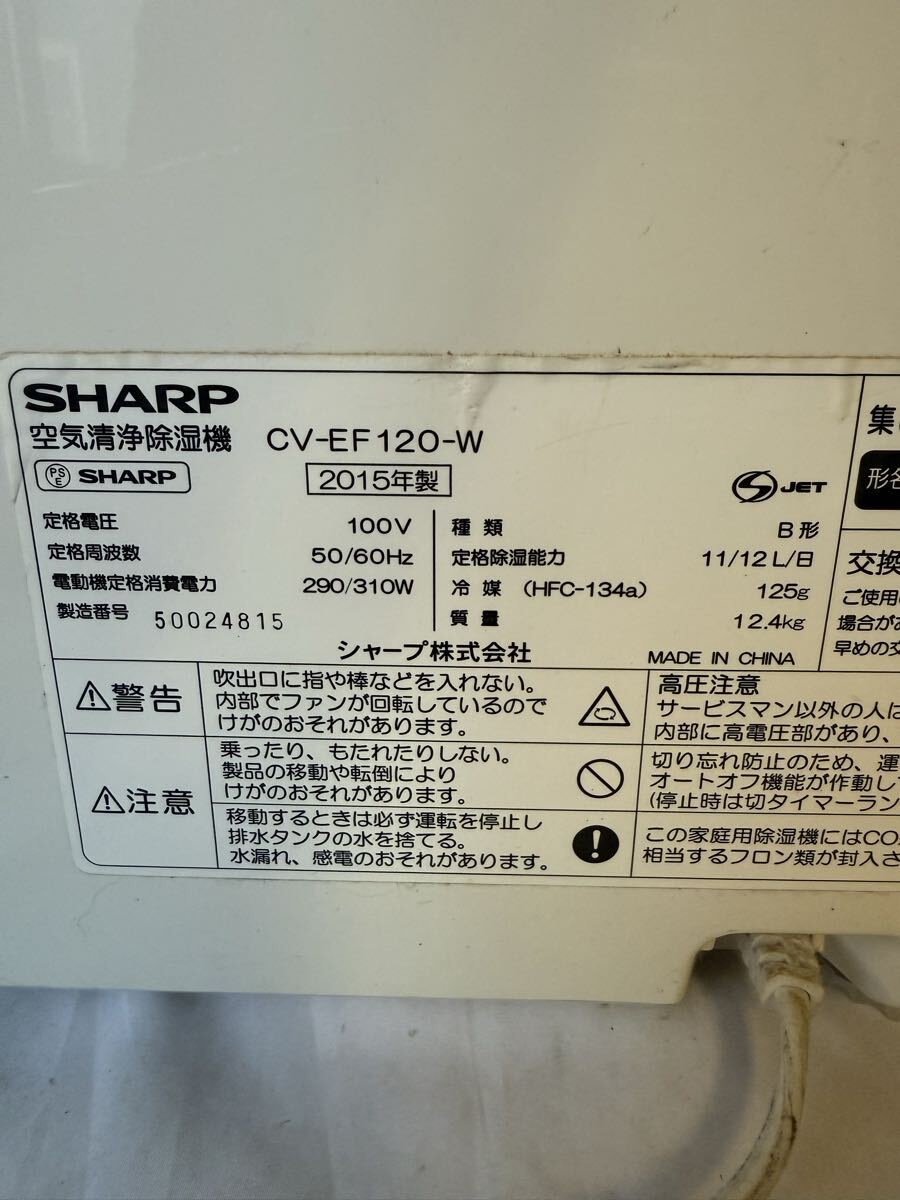 SHARP
空気清浄除湿機 CV-EF120-W
PSE SHARP 2015年製 S JET
定格電圧 100V
定格周波数 50/60Hz
電動機定格消費電力 290/310W
製造番号 50024815
種類 B形
定格除湿能力 11/12L/日
冷媒 (HFC-134a) 125g
質量 12.4kg
シャープ株式会社 MADE IN CHINA
警告
吹出口に指や棒などを入れない。
内部でファンが回転しているので
けがのおそれがあります。
高圧注意
サービスマン以外の人は
内部に高電圧部があり、
注意
乗ったり、もたれたりしない。
製品の移動や転倒により
けがのおそれがあります。
切り忘れ防止のため、運
オートオフ機能が作動して
(停止時は切タイマーラン
移動するときは必ず運転を停止し
排水タンクの水を捨てる。
水漏れ、感電のおそれがあります。
この家庭用除湿機にはCO
相当するフロン類が封入さ
集
形名
交換
ご使用
場合が
早めの交